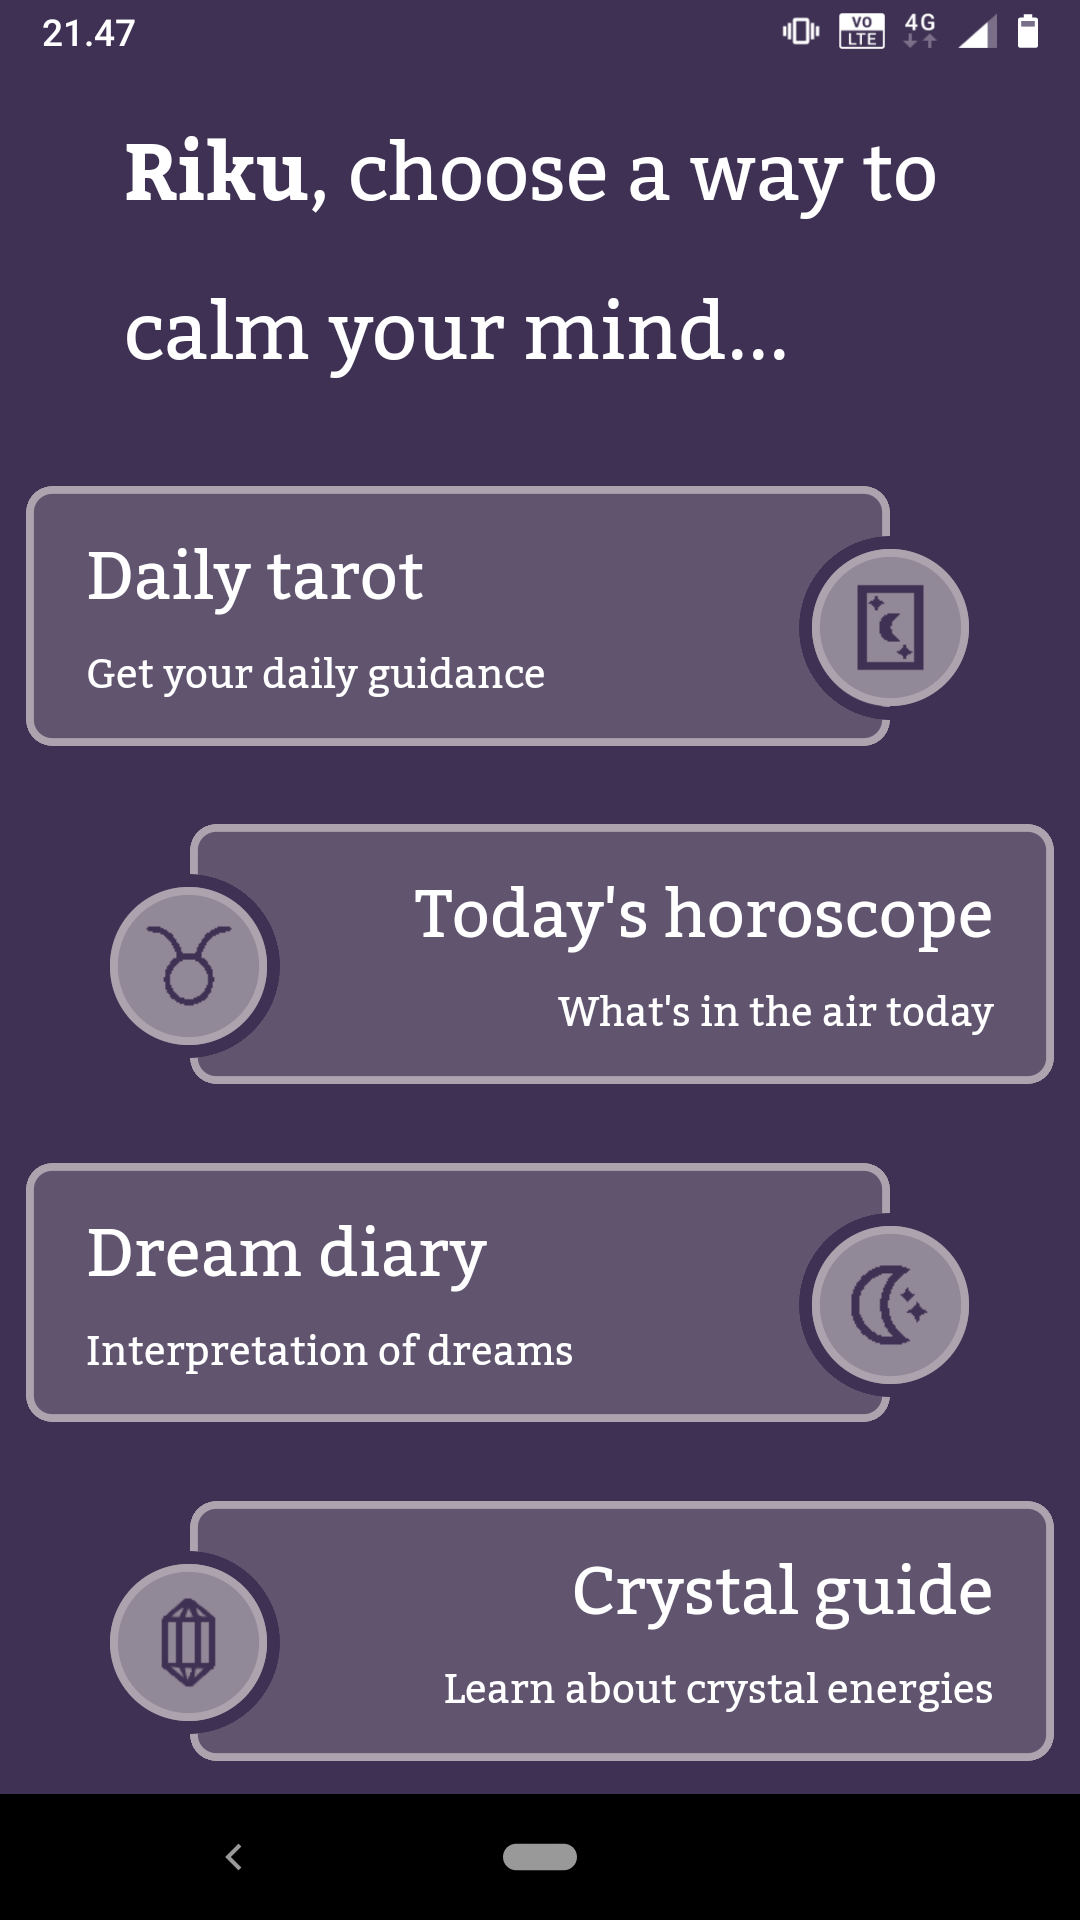 21.47
VO
LTE
4G
Riku, choose a way to
calm your mind...
Daily tarot
Get your daily guidance
Today's horoscope
What's in the air today
Dream diary
Interpretation of dreams
Crystal guide
Learn about crystal energies